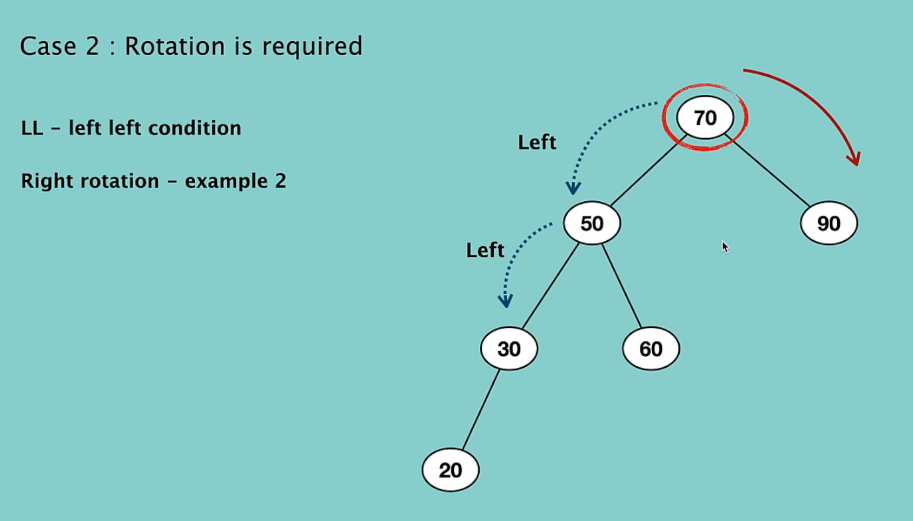 Case 2 : Rotation is required
LL – left left condition
Right rotation – example 2
70
Left
50
90
Left
30
60
20